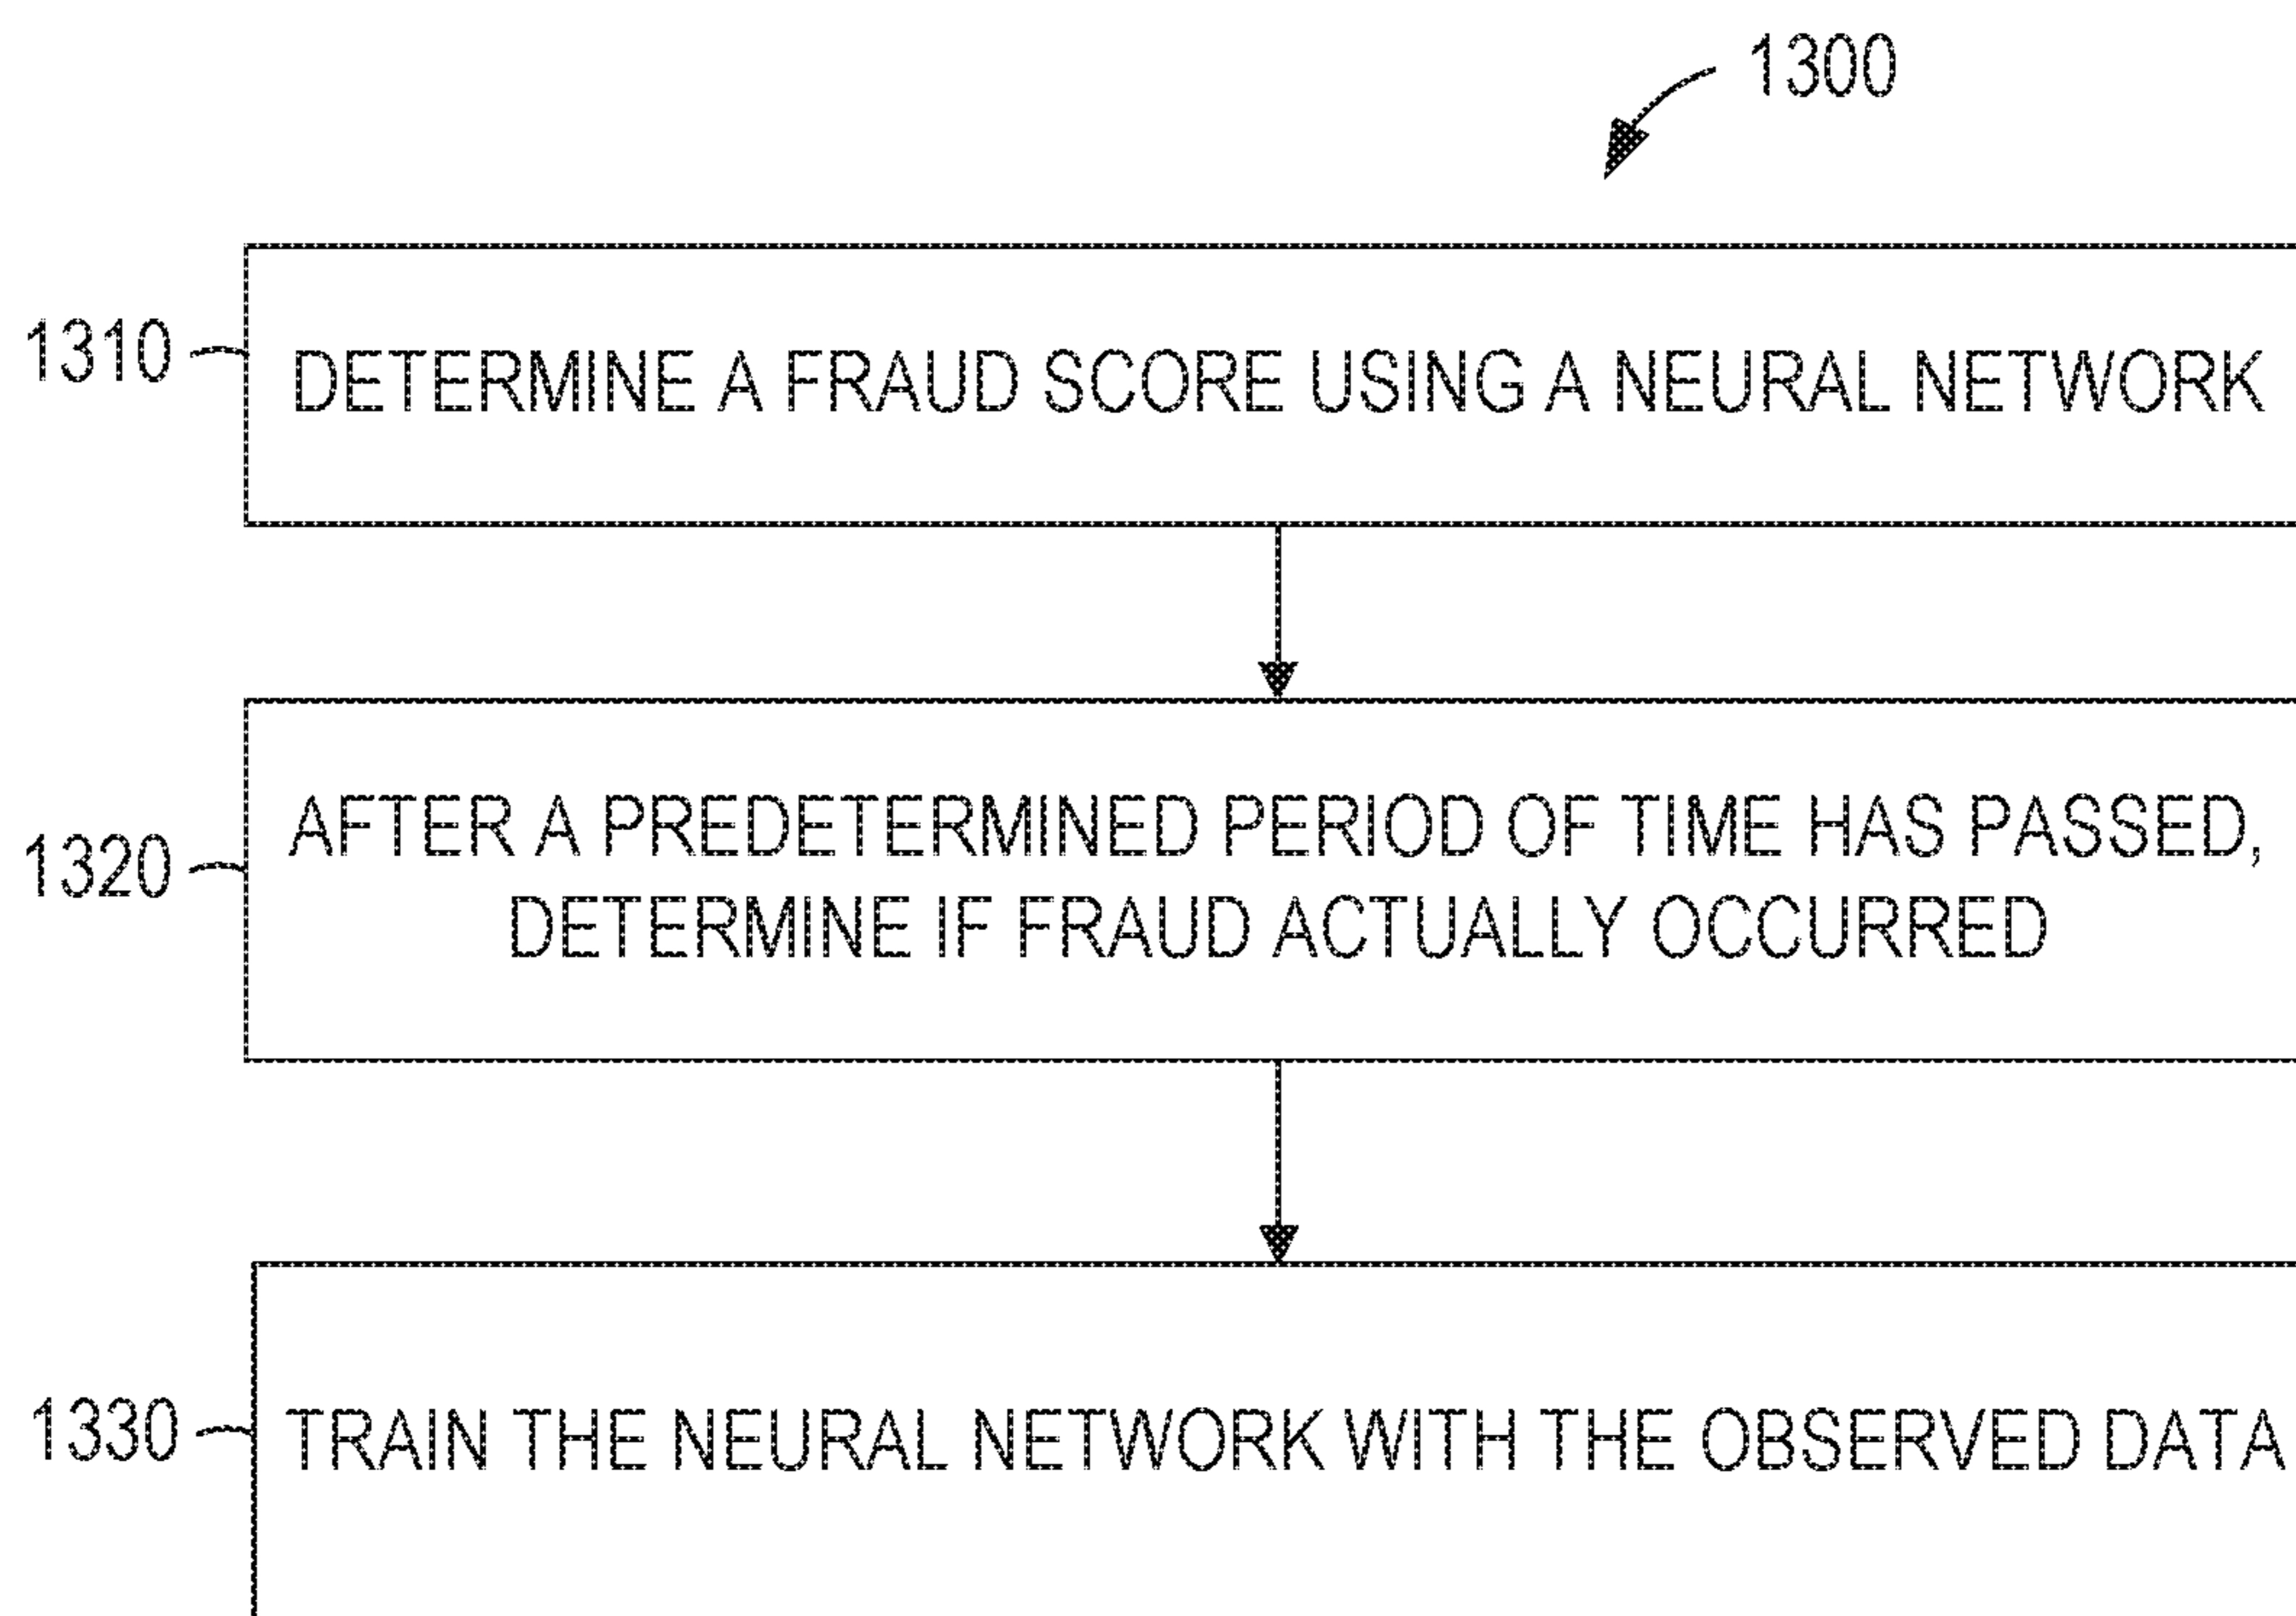 1300
1310
DETERMINE A FRAUD SCORE USING A NEURAL NETWORK
1320
AFTER A PREDETERMINED PERIOD OF TIME HAS PASSED,
DETERMINE IF FRAUD ACTUALLY OCCURRED
1330
TRAIN THE NEURAL NETWORK WITH THE OBSERVED DATA